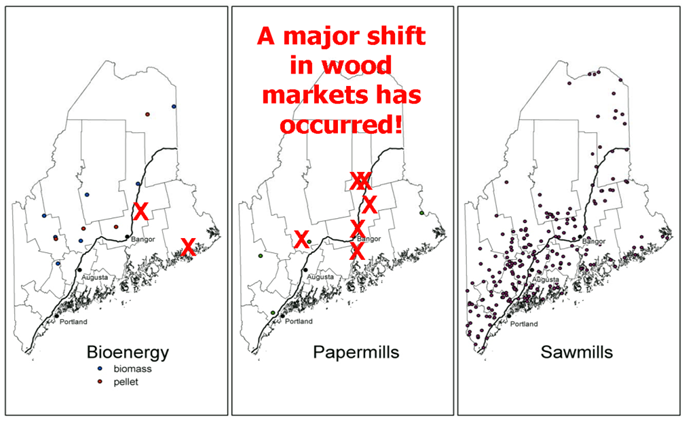 Bangor
Augusta
Portland
Bioenergy
biomass
pellet
A major shift
in wood
markets has
occurred!
X X
X
X
X
X
Bangor
Augusta
Portland
Papermills
Bangor
Augusta
Portland
Sawmills
X
X